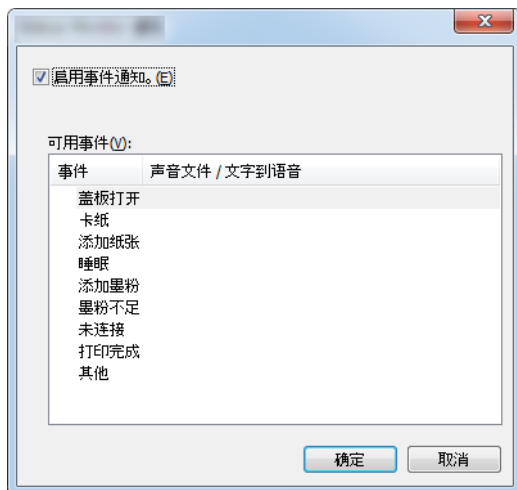 启用事件通知。(E)
可用事件(V):
事件 声音文件 / 文字到语音
盖板打开
卡纸
添加纸张
睡眠
添加墨粉
墨粉不足
未连接
打印完成
其他
确定 取消